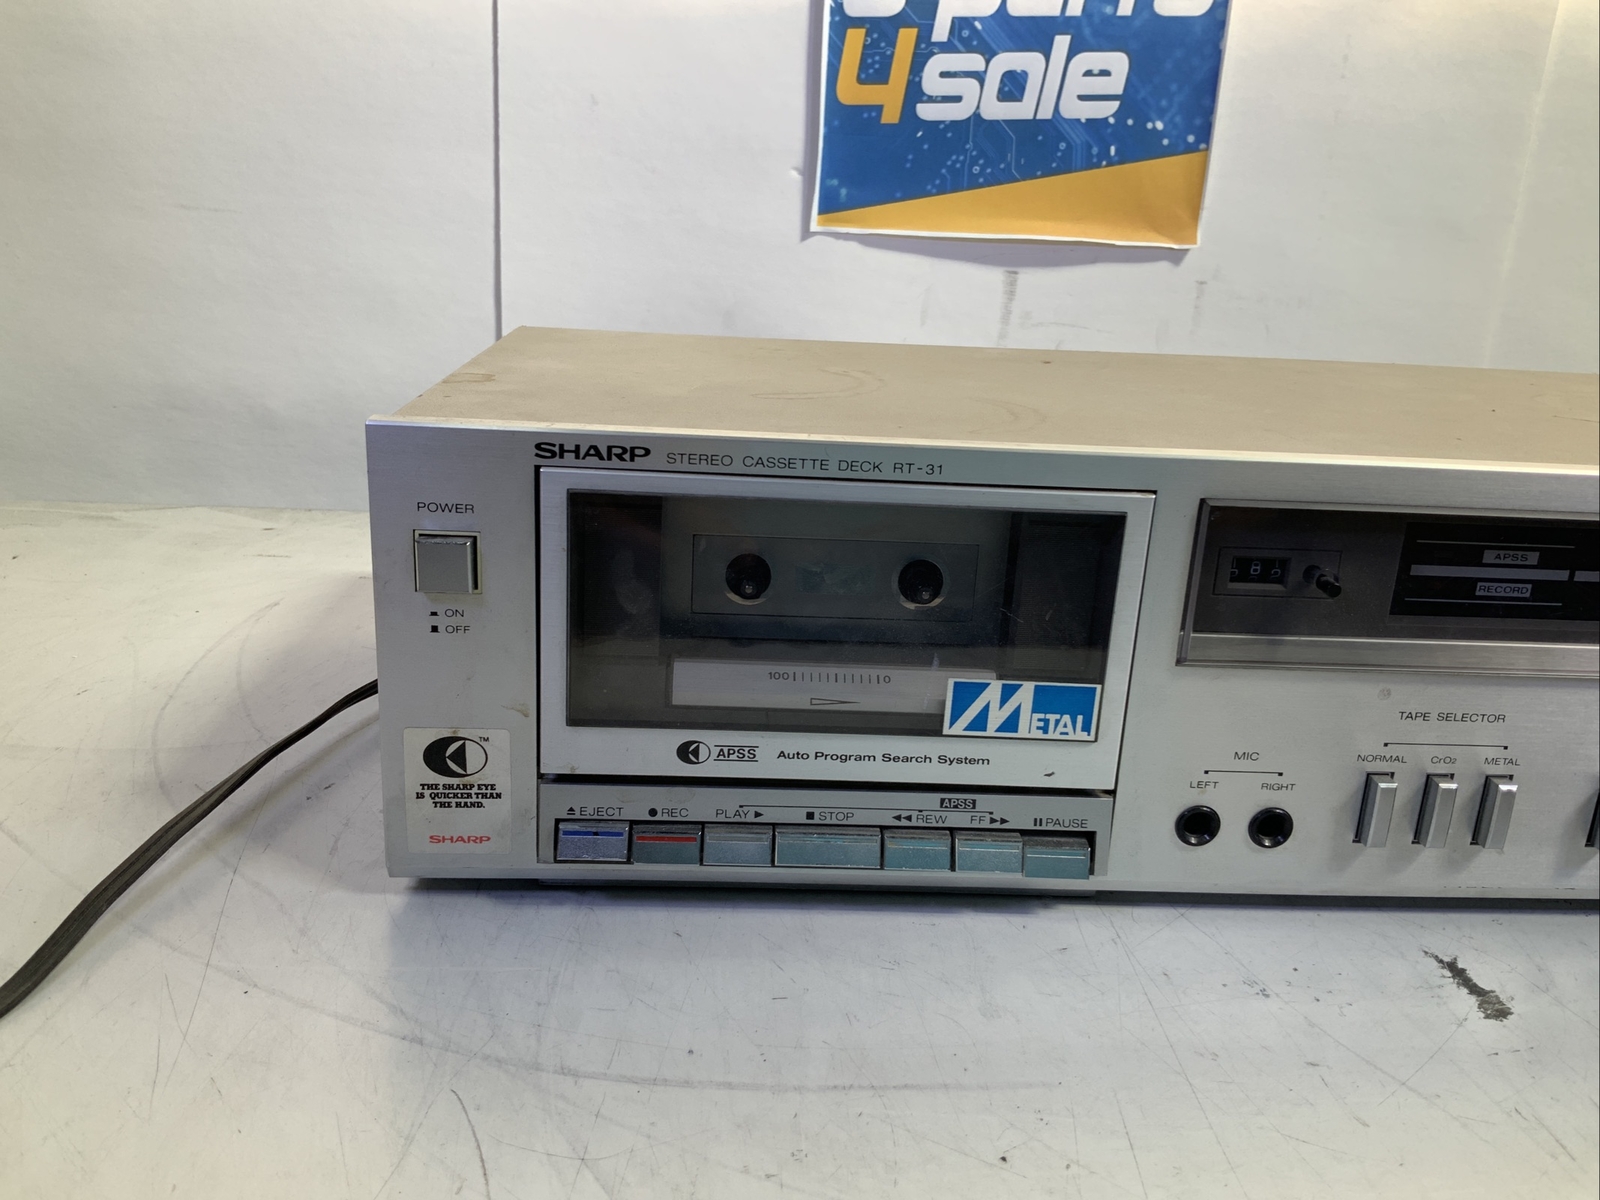 4sale
SHARP STEREO CASSETTE DECK RT-31
POWER
ON
OFF
100 0
METAL
APSS Auto Program Search System
™
THE SHARP EYE
IS QUICKER THAN
THE HAND.
SHARP
APSS
EJECT REC PLAY STOP REW FF PAUSE
APSS
RECORD
TAPE SELECTOR
NORMAL CrO2 METAL
MIC
LEFT RIGHT